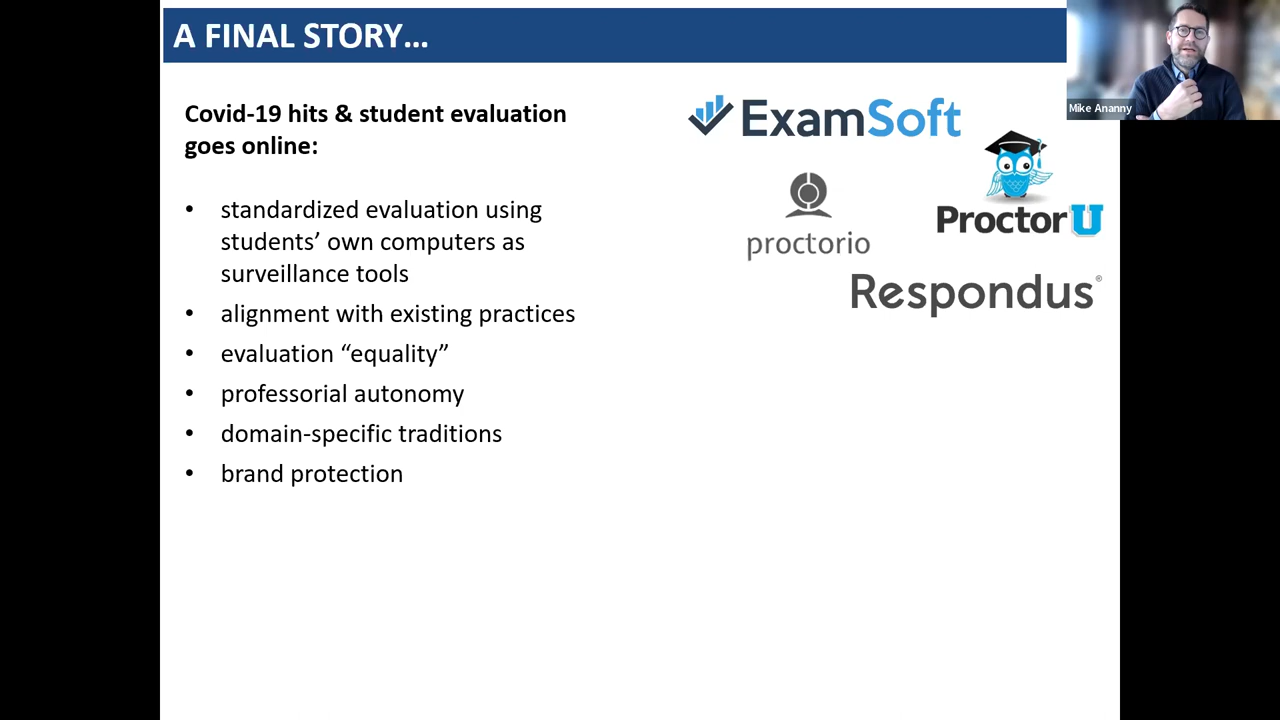 A FINAL STORY…
Mike Ananny
Covid-19 hits & student evaluation
goes online:
• standardized evaluation using
students’ own computers as
surveillance tools
• alignment with existing practices
• evaluation “equality”
• professorial autonomy
• domain-specific traditions
• brand protection
ExamSoft
ProctorU
proctorio
Respondus®